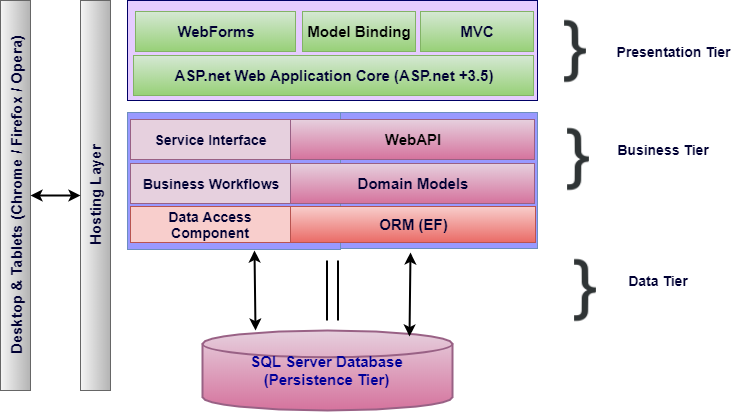 Desktop & Tablets (Chrome / Firefox / Opera)
Hosting Layer
WebForms
Model Binding
MVC
ASP.net Web Application Core (ASP.net +3.5)
Presentation Tier
Service Interface
WebAPI
Business Workflows
Domain Models
Data Access
Component
ORM (EF)
Business Tier
Data Tier
SQL Server Database
(Persistence Tier)